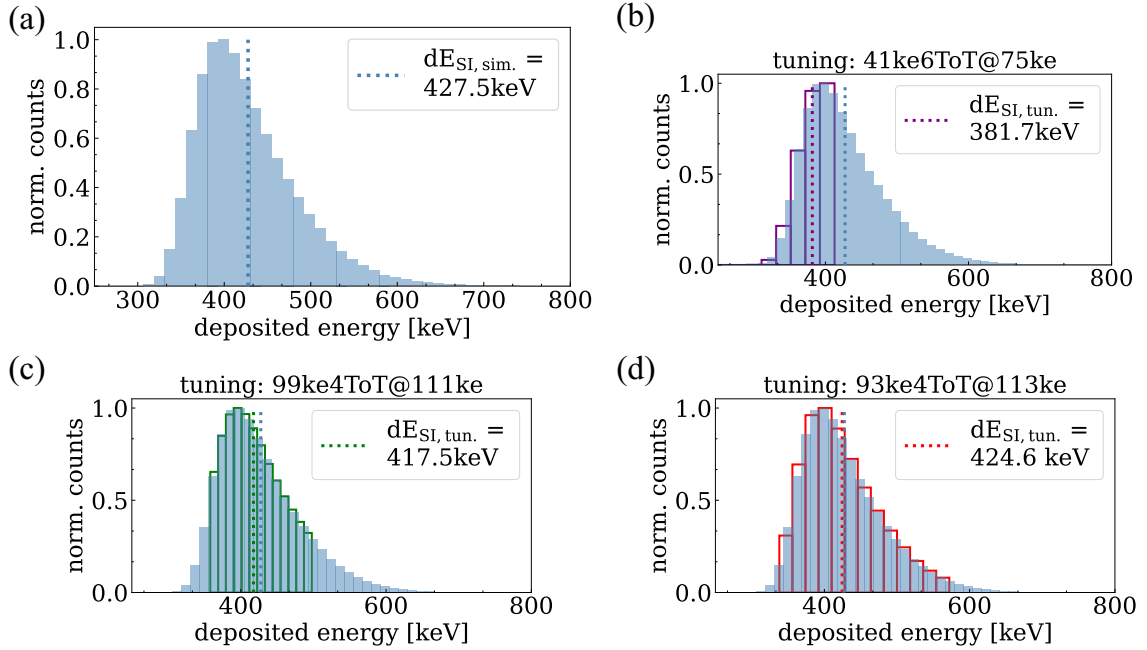 (a)
1.0
0.8
0.6
0.4
0.2
0.0
norm. counts
300 400 500 600 700 800
deposited energy [keV]
dE_SI, sim. =
427.5keV
(b)
tuning: 41ke6ToT@75ke
1.0
0.5
0.0
norm. counts
400 600 800
deposited energy [keV]
dE_SI, tun. =
381.7keV
(c)
tuning: 99ke4ToT@111ke
1.0
0.5
0.0
norm. counts
400 600 800
deposited energy [keV]
dE_SI, tun. =
417.5keV
(d)
tuning: 93ke4ToT@113ke
1.0
0.5
0.0
norm. counts
400 600 800
deposited energy [keV]
dE_SI, tun. =
424.6 keV